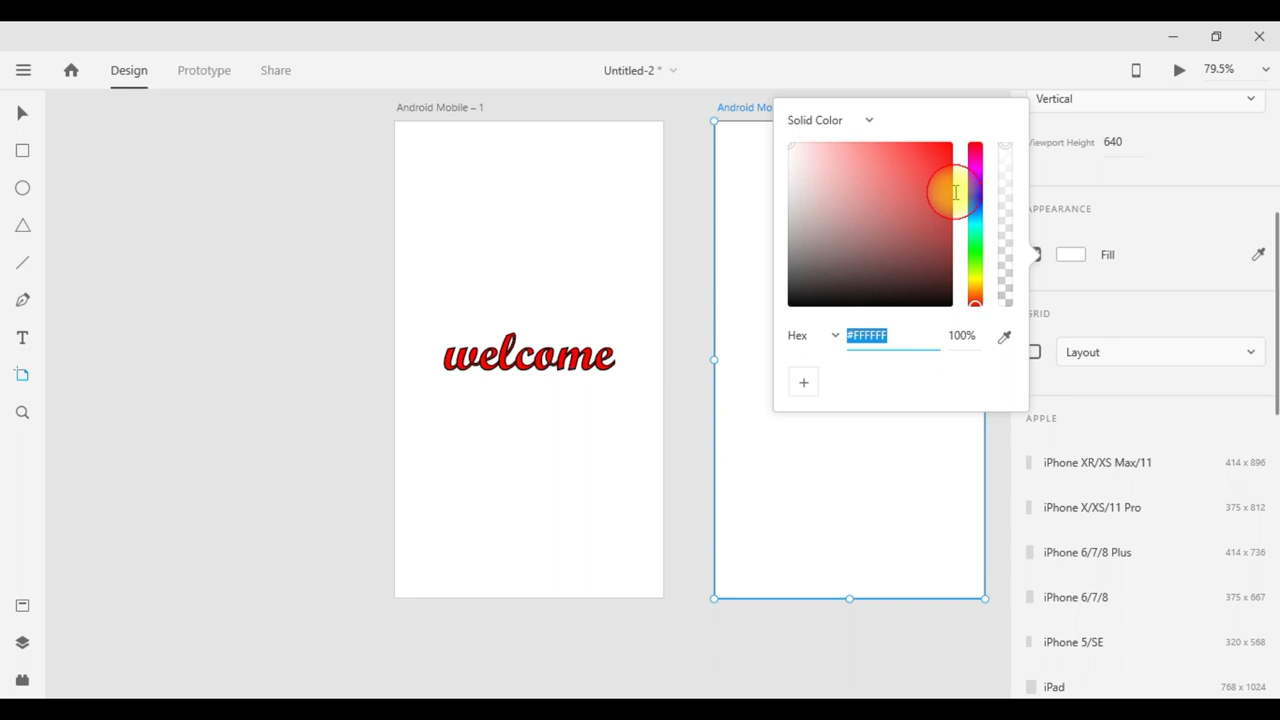 Design Prototype Share Untitled-2 * 79.5%
Android Mobile – 1
Android Mo
welcome
Solid Color
Hex #FFFFFF 100%
+
Vertical
Viewport Height 640
APPEARANCE
Fill
GRID
Layout
APPLE
iPhone XR/XS Max/11 414 x 896
iPhone X/XS/11 Pro 375 x 812
iPhone 6/7/8 Plus 414 x 736
iPhone 6/7/8 375 x 667
iPhone 5/SE 320 x 568
iPad 768 x 1024